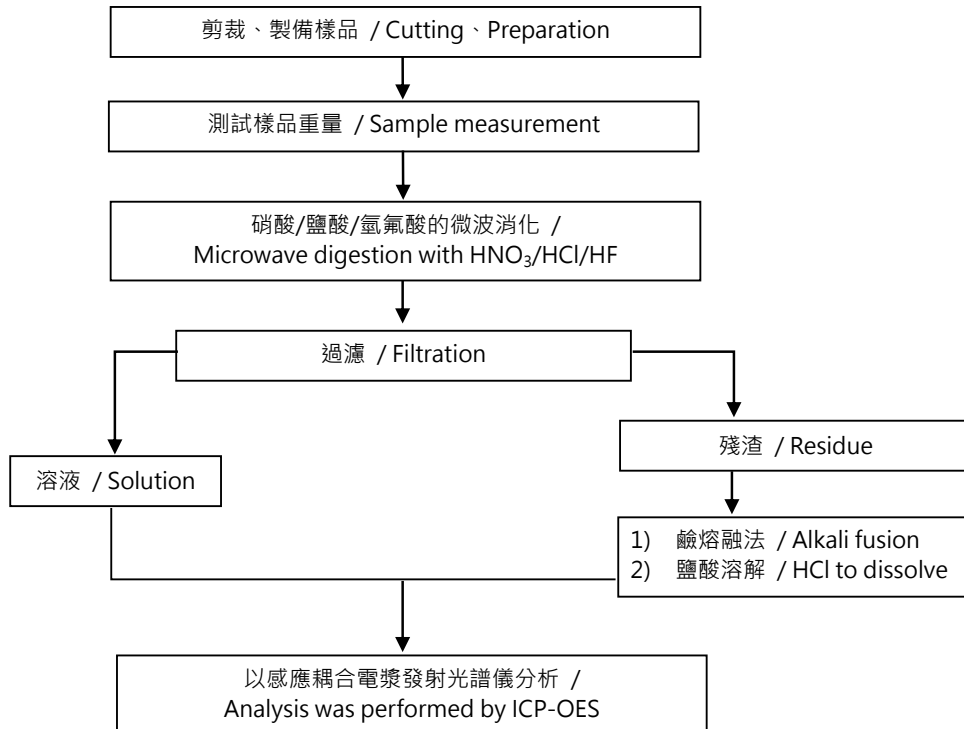 剪裁、製備樣品 / Cutting、Preparation
測試樣品重量 / Sample measurement
硝酸/鹽酸/氫氟酸的微波消化 /
Microwave digestion with HNO₃/HCl/HF
過濾 / Filtration
溶液 / Solution
殘渣 / Residue
1) 鹼熔融法 / Alkali fusion
2) 鹽酸溶解 / HCl to dissolve
以感應耦合電漿發射光譜儀分析 /
Analysis was performed by ICP-OES